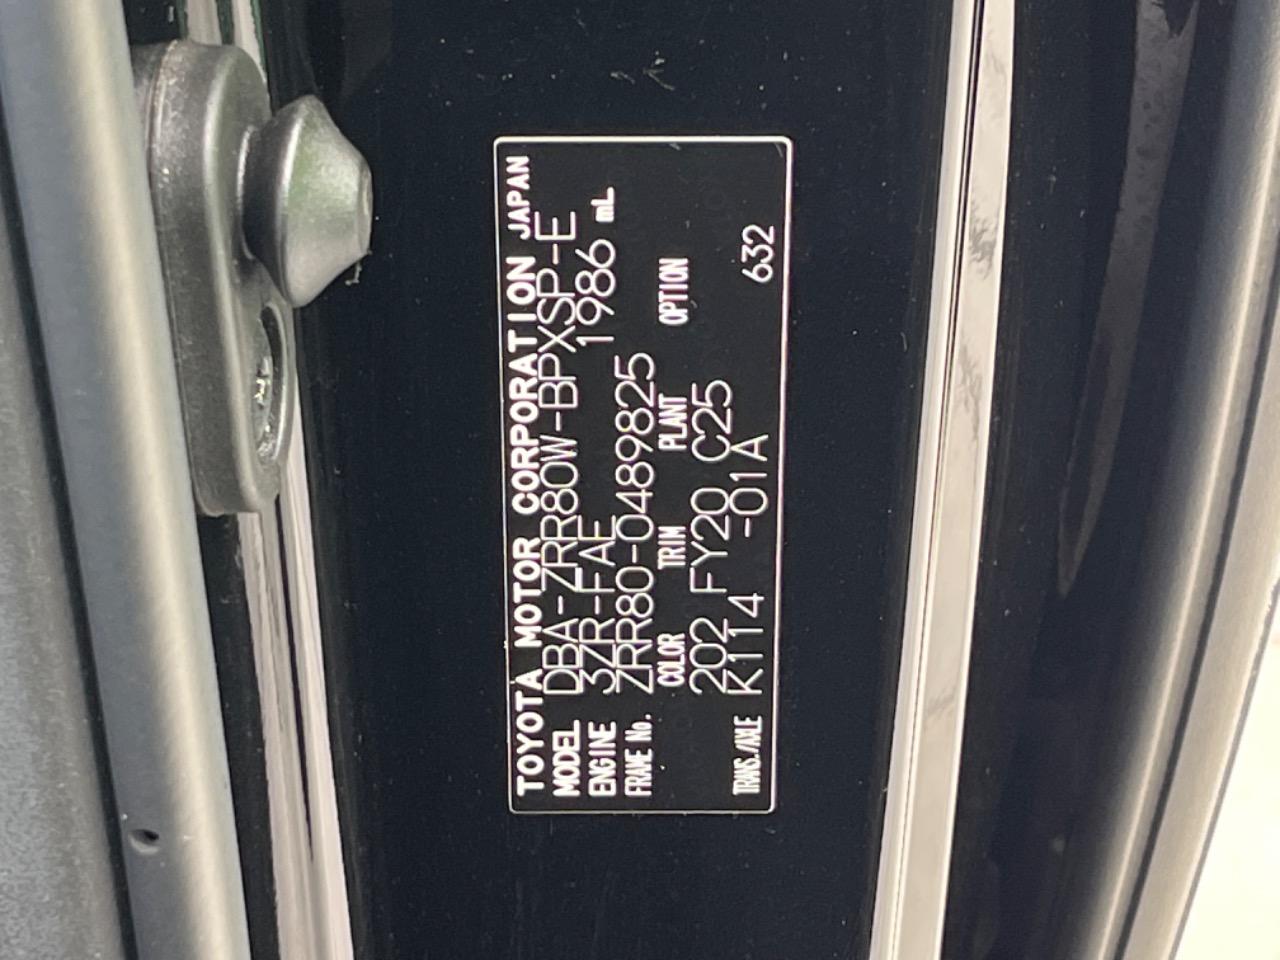 TOYOTA MOTOR CORPORATION JAPAN
MODEL DBA-ZRR80W-BPXSP-E
ENGINE 3ZR-FAE 1986 mL
FRAME No. ZRR80-0489825
COLOR TRIM PLANT OPTION
202 FY20 C25
TRANS./AXLE K114 -01A 632